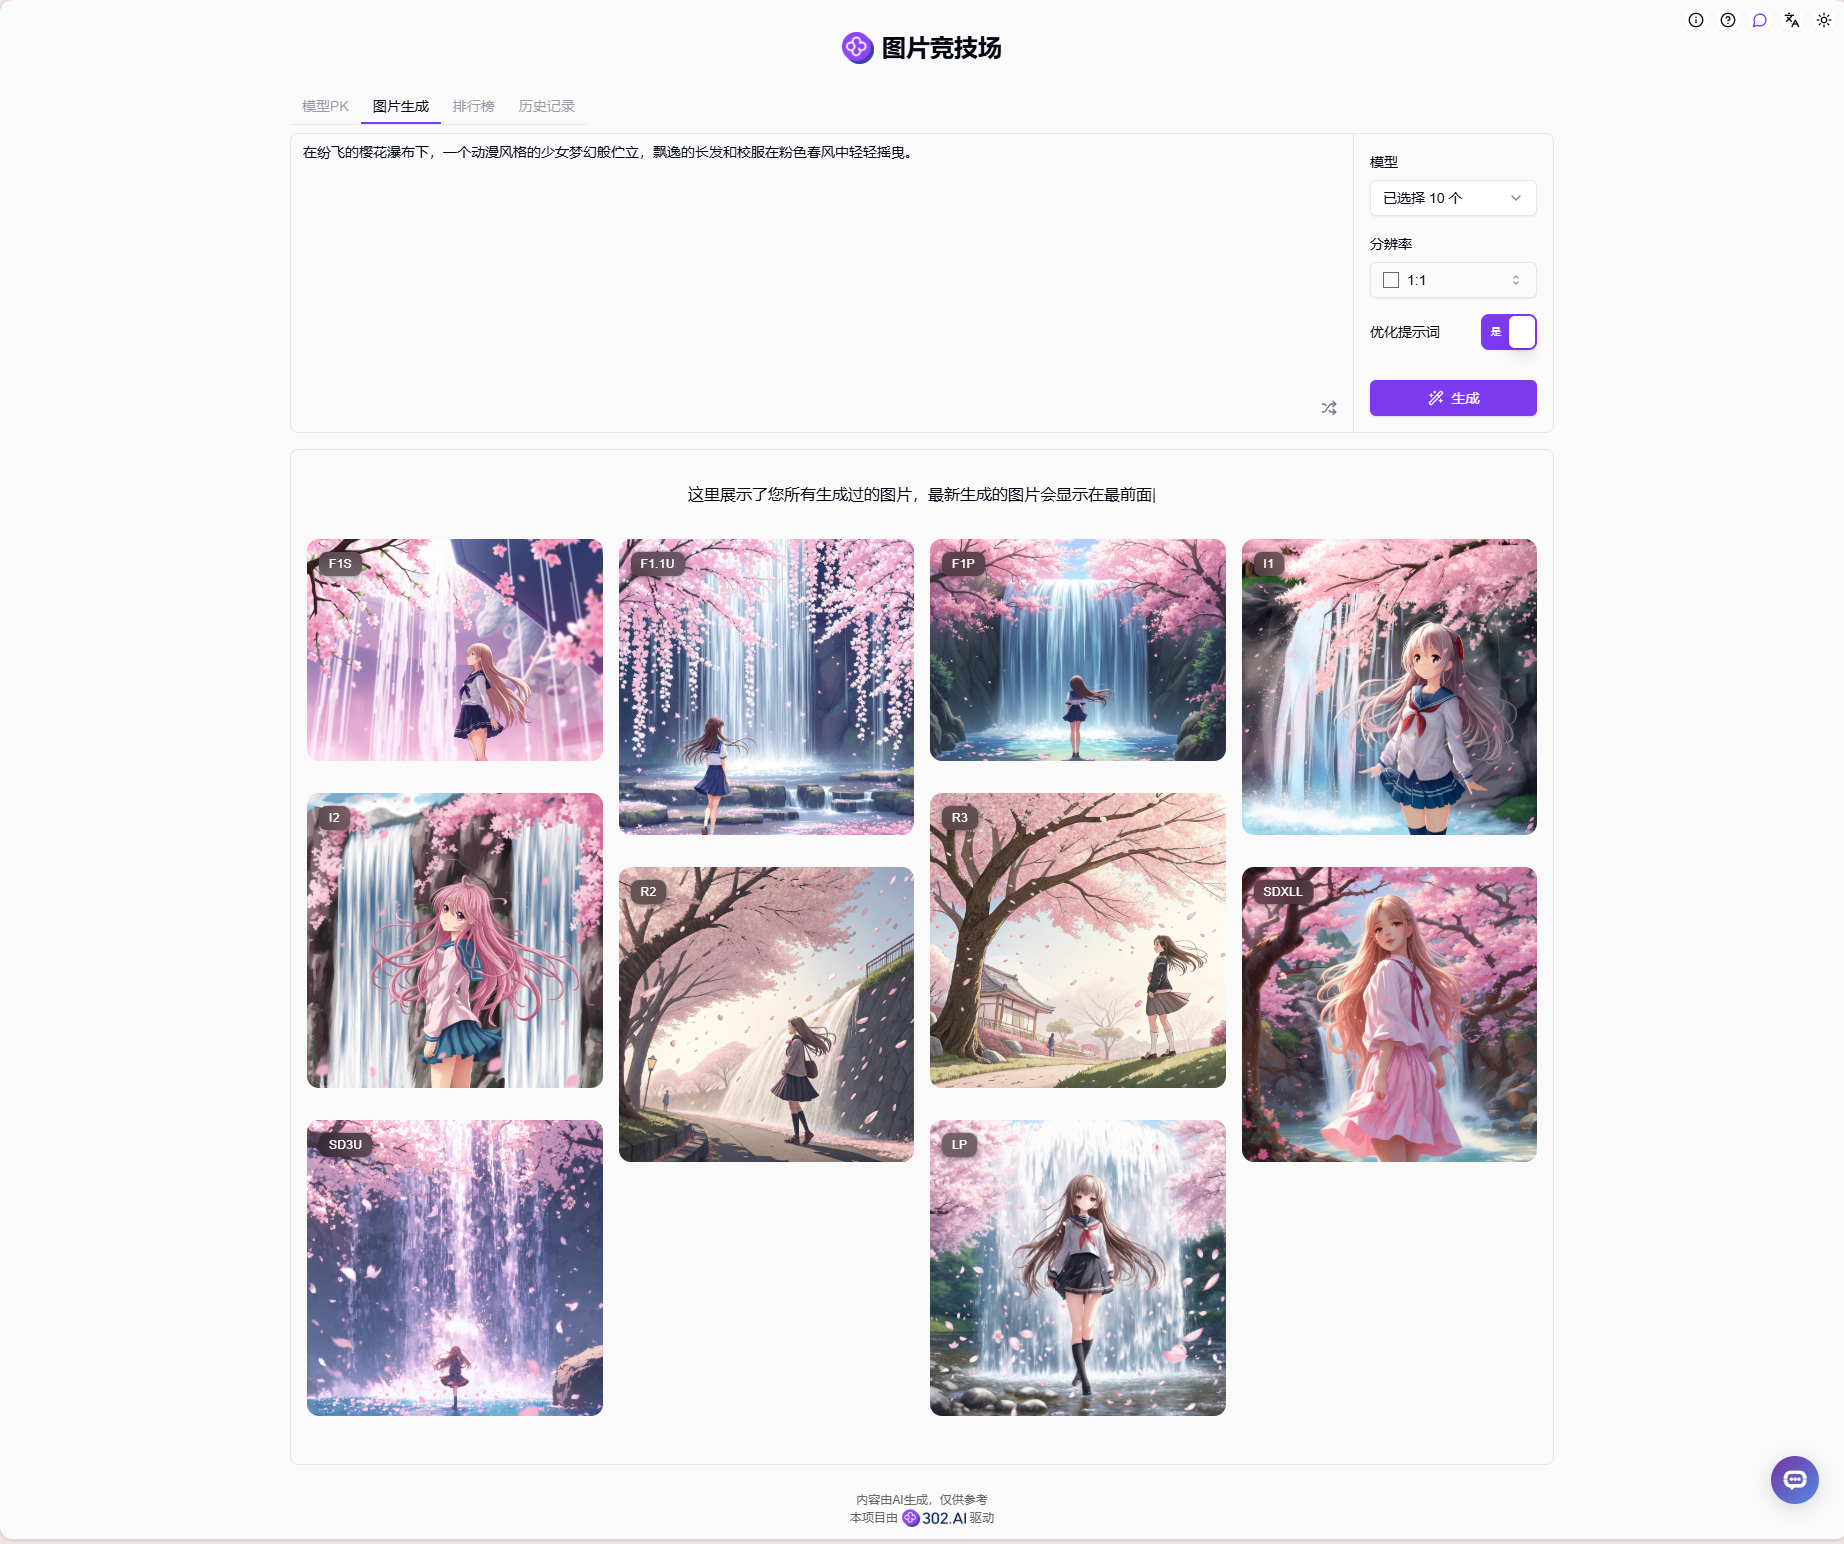 图片竞技场
模型PK 图片生成 排行榜 历史记录
在纷飞的樱花瀑布下，一个动漫风格的少女梦幻般伫立，飘逸的长发和校服在粉色春风中轻轻摇曳。
模型
已选择 10 个
分辨率
1:1
优化提示词 是
生成
这里展示了您所有生成过的图片，最新生成的图片会显示在最前面
F1S F1.1U F1P I1
I2 R3
R2 SDXLL
SD3U LP
内容由AI生成，仅供参考
本项目由 302.AI 驱动